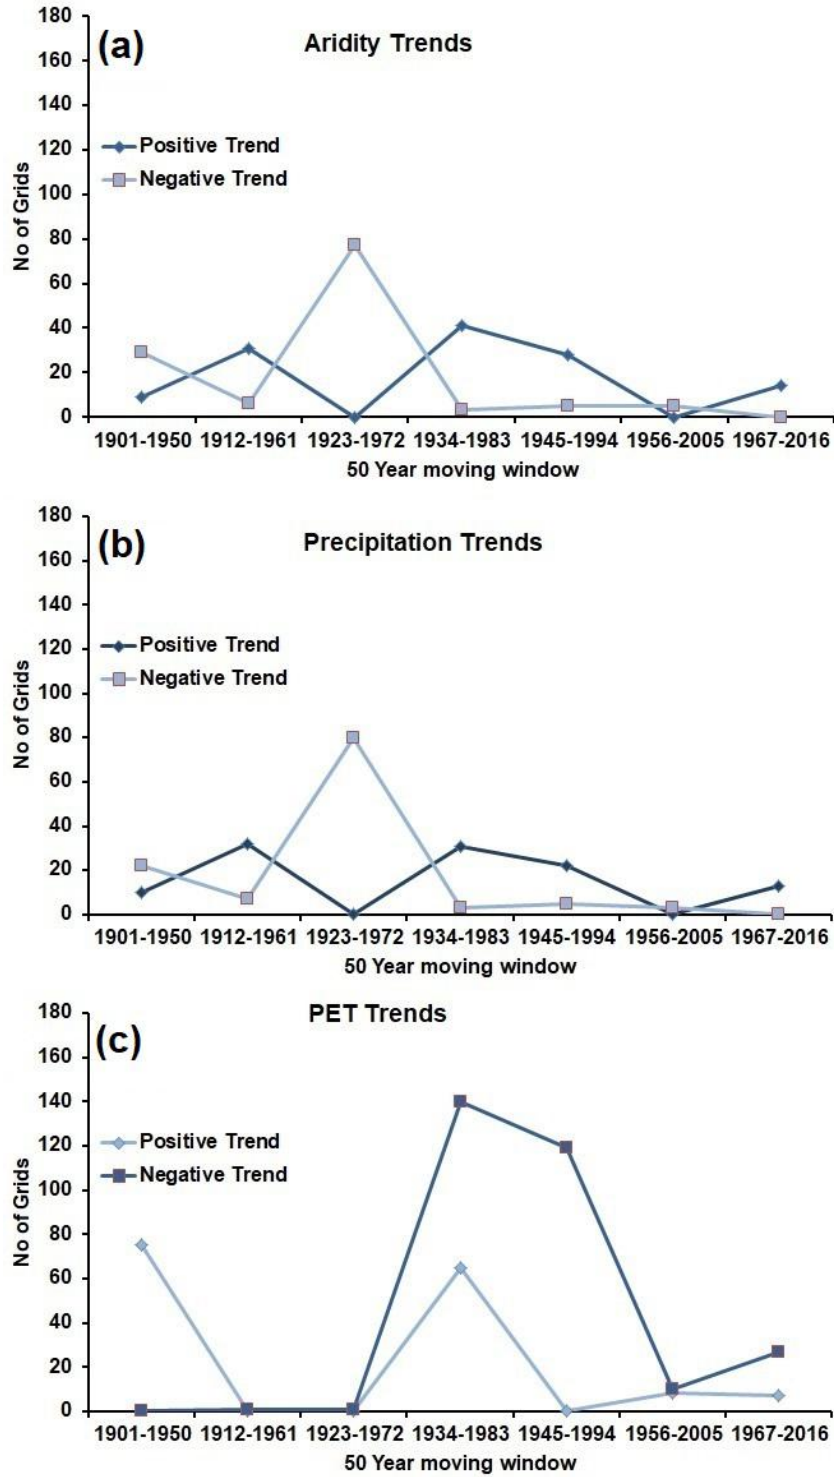 (a)
Aridity Trends
180
160
140
120
100
80
60
40
20
0
No of Grids
Positive Trend
Negative Trend
1901-1950 1912-1961 1923-1972 1934-1983 1945-1994 1956-2005 1967-2016
50 Year moving window
(b)
Precipitation Trends
180
160
140
120
100
80
60
40
20
0
No of Grids
Positive Trend
Negative Trend
1901-1950 1912-1961 1923-1972 1934-1983 1945-1994 1956-2005 1967-2016
50 Year moving window
(c)
PET Trends
180
160
140
120
100
80
60
40
20
0
No of Grids
Positive Trend
Negative Trend
1901-1950 1912-1961 1923-1972 1934-1983 1945-1994 1956-2005 1967-2016
50 Year moving window